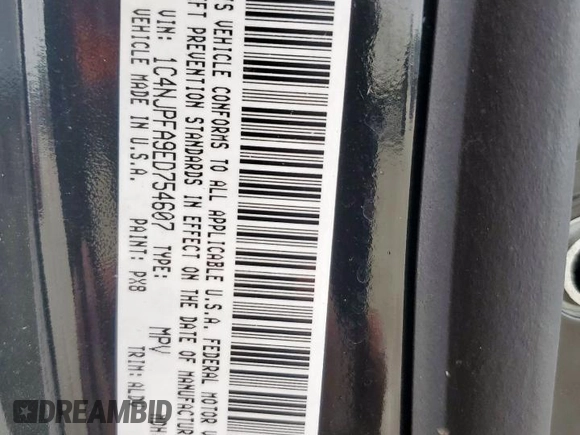 'S VEHICLE CONFORMS TO ALL APPLICABLE U.S.A. FEDERAL MOTOR
FT PREVENTION STANDARDS IN EFFECT ON THE DATE OF MANUFACTUR
VIN: 1C4NJPFA9ED754607 TYPE: MPV
VEHICLE MADE IN U.S.A. PAINT: PX8 TRIM:
DREAMBID